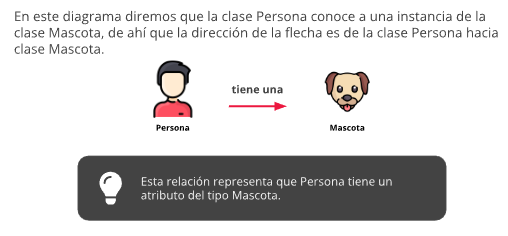 En este diagrama diremos que la clase Persona conoce a una instancia de la
clase Mascota, de ahí que la dirección de la flecha es de la clase Persona hacia
clase Mascota.
tiene una
Persona
Mascota
Esta relación representa que Persona tiene un
atributo del tipo Mascota.